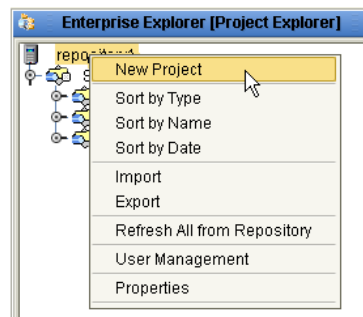 Enterprise Explorer [Project Explorer]
New Project
Sort by Type
Sort by Name
Sort by Date
Import
Export
Refresh All from Repository
User Management
Properties